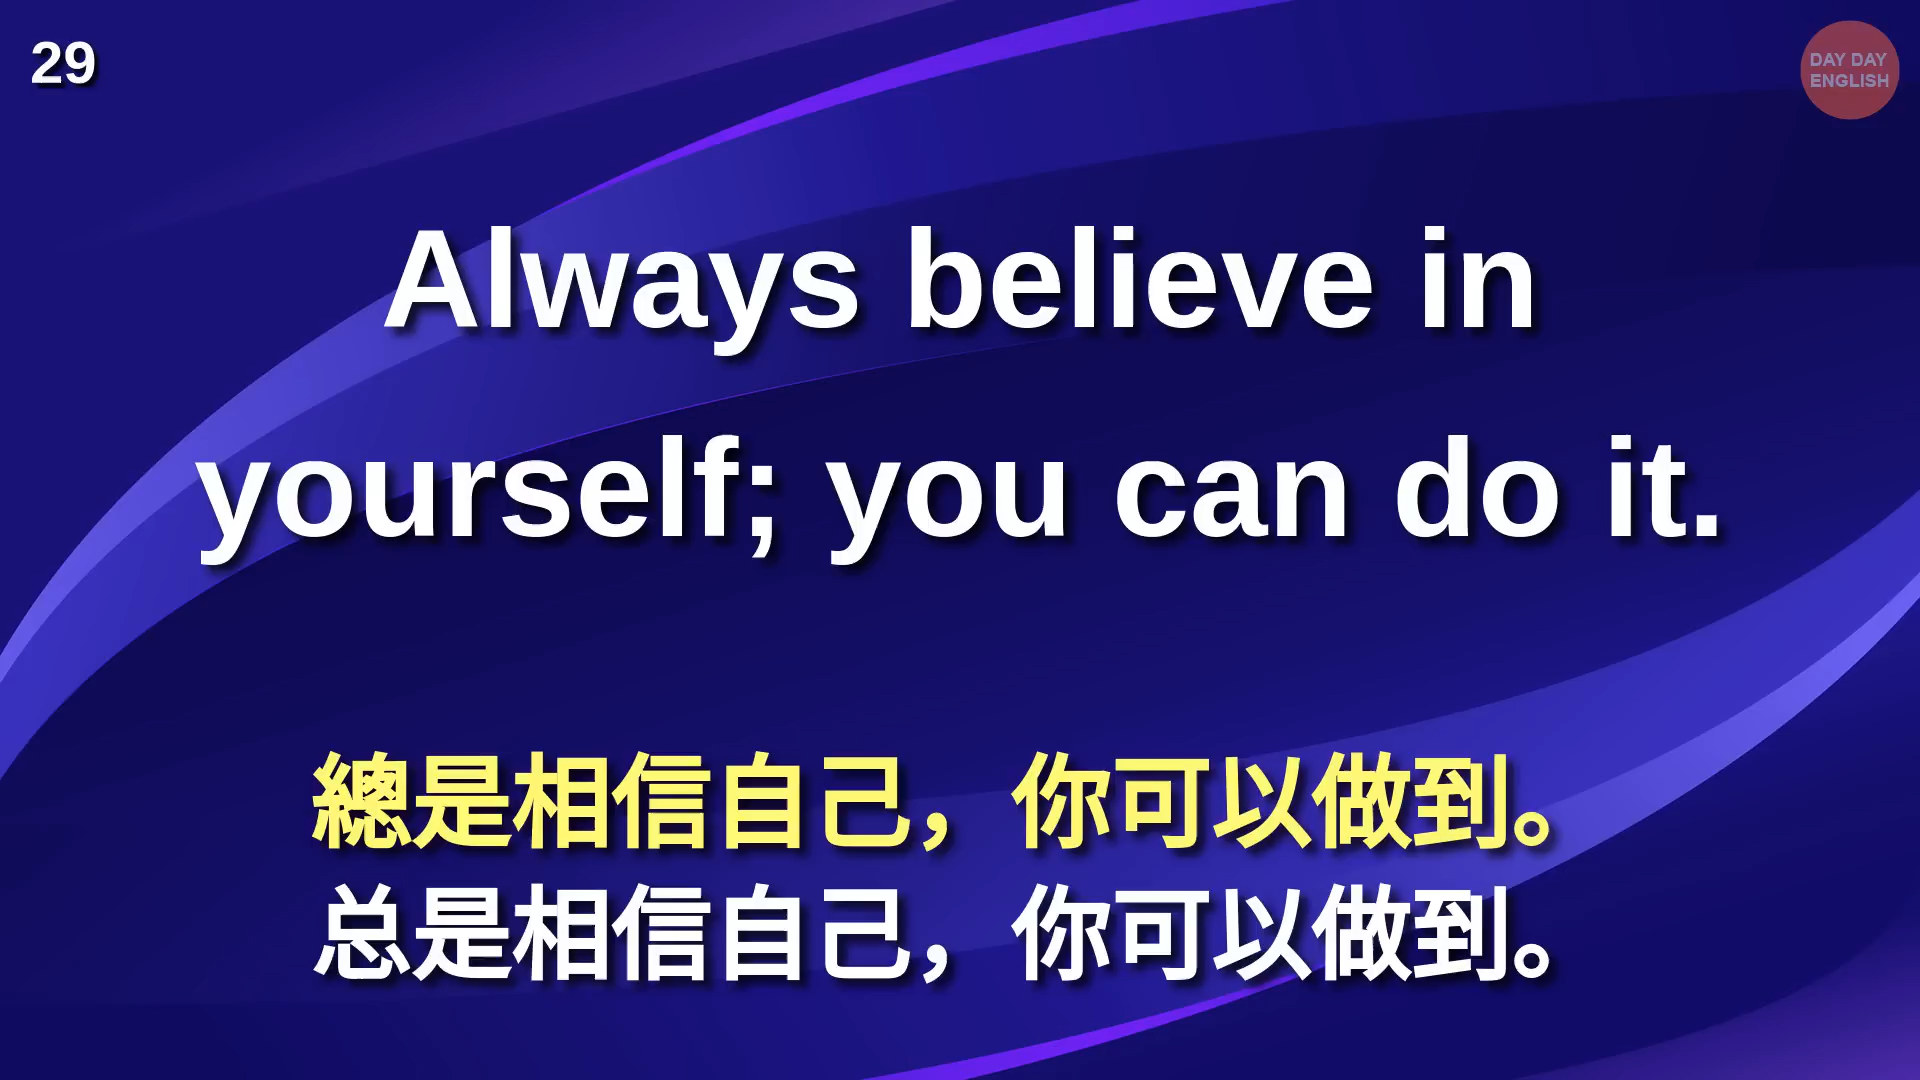 29
DAY DAY
ENGLISH
Always believe in
yourself; you can do it.
總是相信自己，你可以做到。
总是相信自己，你可以做到。